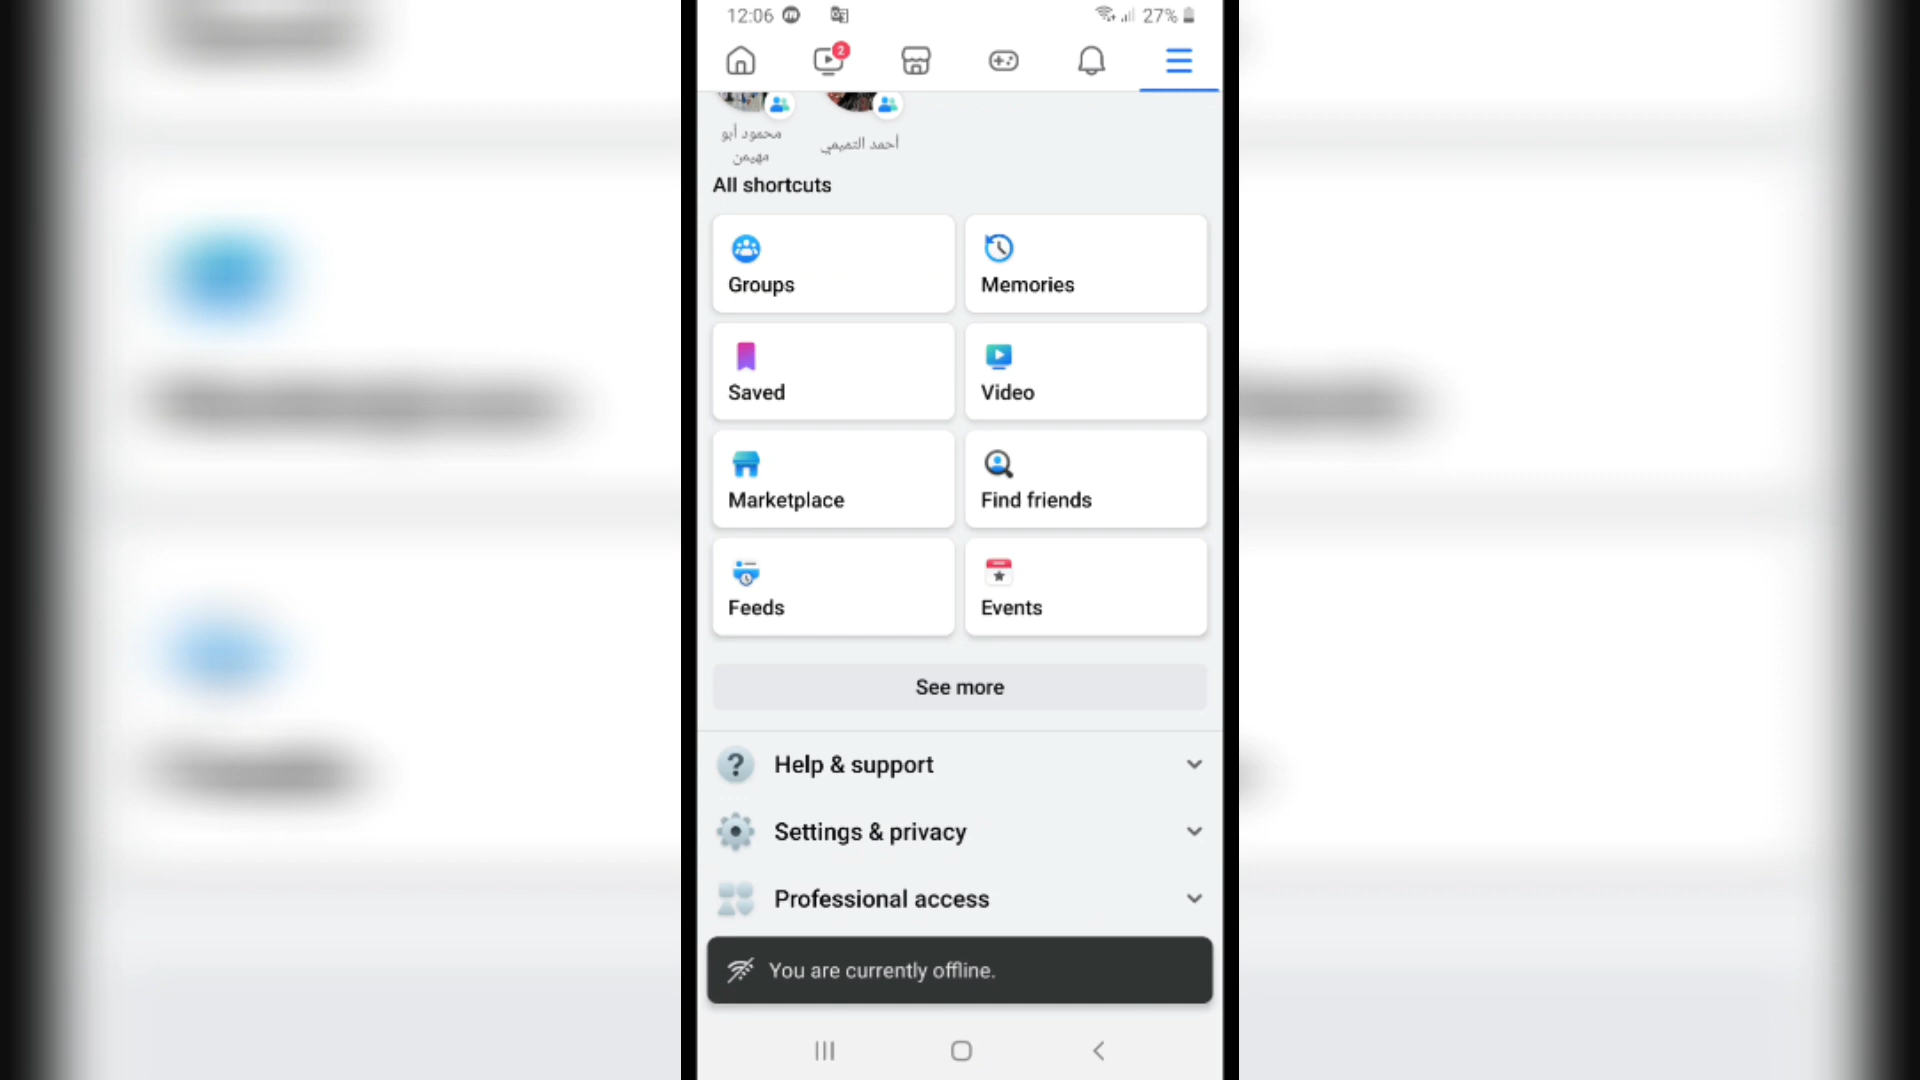 12:06
27%
2
محمود أبو
مهيمن
أحمد التميمي
All shortcuts
Groups
Memories
Saved
Video
Marketplace
Find friends
Feeds
Events
See more
Help & support
Settings & privacy
Professional access
You are currently offline.